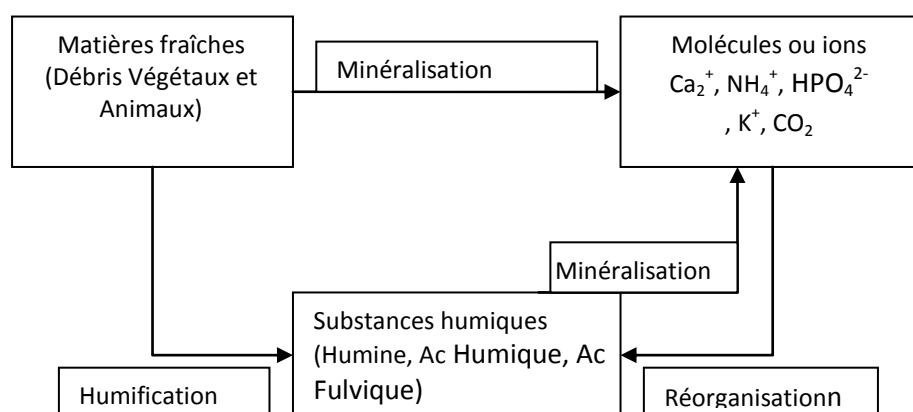 Matières fraîches
(Débris Végétaux et
Animaux)
Minéralisation
Molécules ou ions
Ca₂⁺, NH₄⁺, HPO₄²⁻
, K⁺, CO₂
Minéralisation
Substances humiques
(Humine, Ac Humique, Ac
Fulvique)
Humification
Réorganisationn